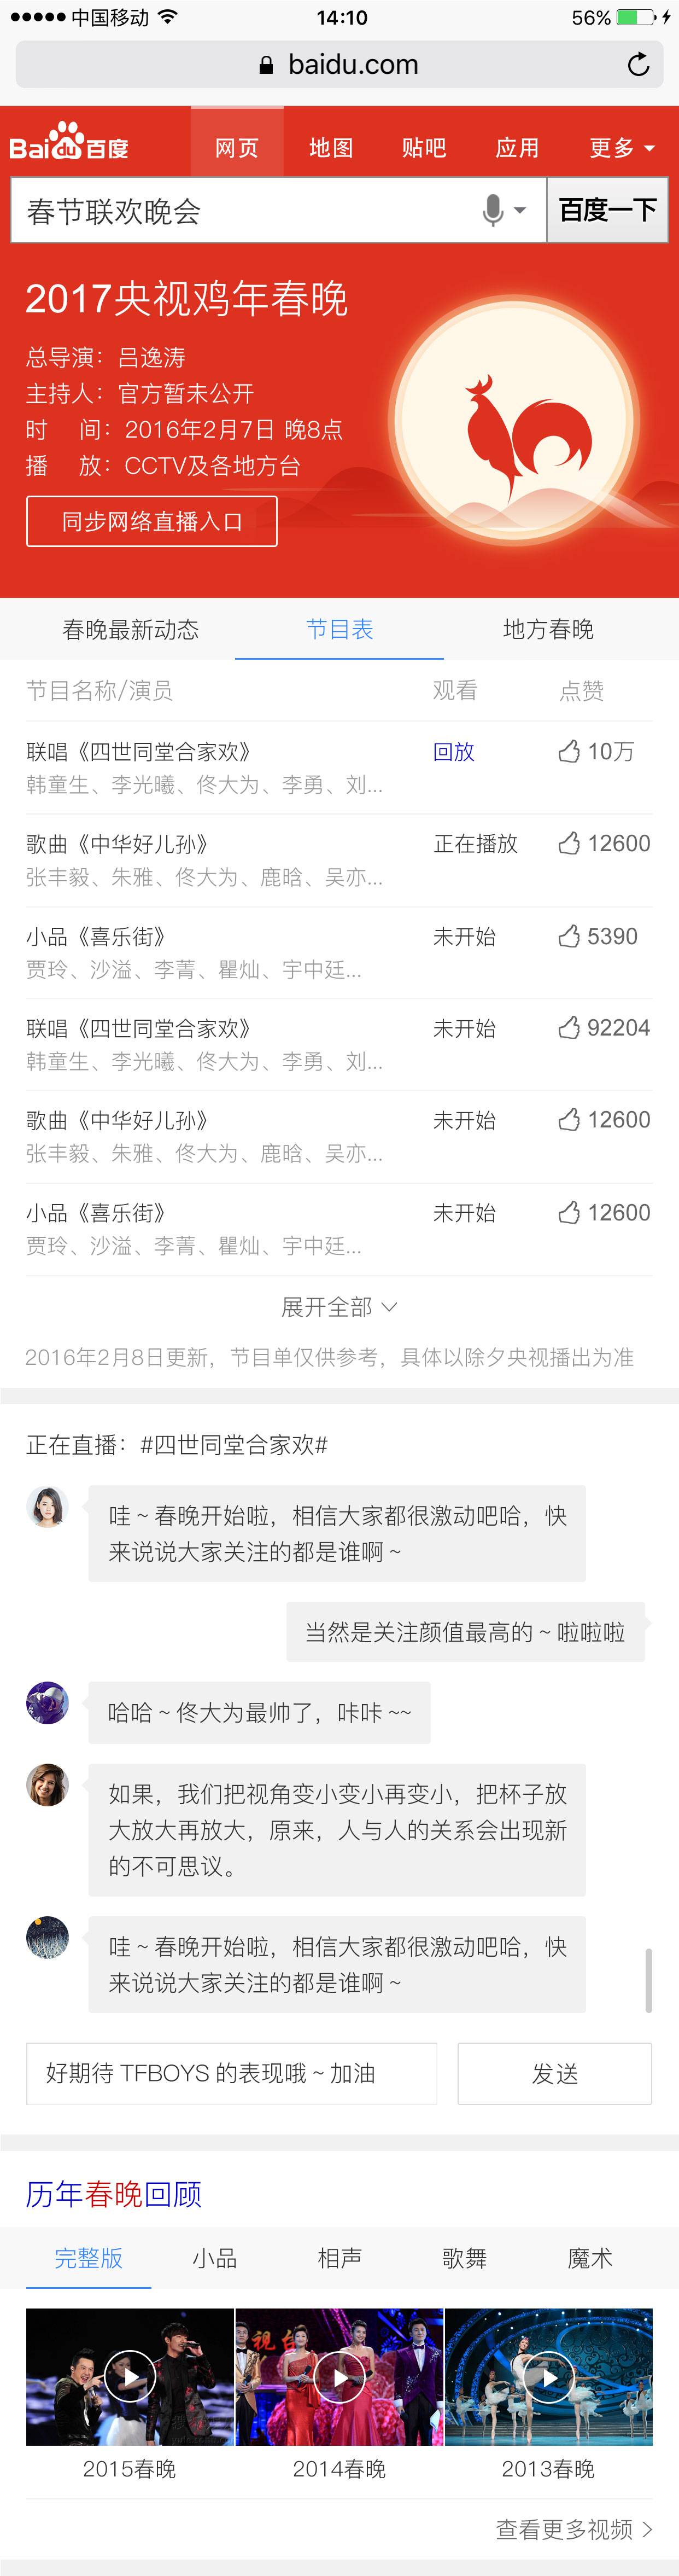 中国移动 14:10 56%
baidu.com
Bai du 百度 网页 地图 贴吧 应用 更多
春节联欢晚会 百度一下
2017央视鸡年春晚
总导演：吕逸涛
主持人：官方暂未公开
时 间：2016年2月7日 晚8点
播 放：CCTV及各地方台
同步网络直播入口
春晚最新动态 节目表 地方春晚
节目名称/演员 观看 点赞
联唱《四世同堂合家欢》 回放 10万
韩童生、李光曦、佟大为、李勇、刘...
歌曲《中华好儿孙》 正在播放 12600
张丰毅、朱雅、佟大为、鹿晗、吴亦...
小品《喜乐街》 未开始 5390
贾玲、沙溢、李菁、瞿灿、宇中廷...
联唱《四世同堂合家欢》 未开始 92204
韩童生、李光曦、佟大为、李勇、刘...
歌曲《中华好儿孙》 未开始 12600
张丰毅、朱雅、佟大为、鹿晗、吴亦...
小品《喜乐街》 未开始 12600
贾玲、沙溢、李菁、瞿灿、宇中廷...
展开全部
2016年2月8日更新，节目单仅供参考，具体以除夕央视播出为准
正在直播：#四世同堂合家欢#
哇~春晚开始啦，相信大家都很激动吧哈，快
来说说大家关注的都是谁啊~
当然是关注颜值最高的~啦啦啦
哈哈~佟大为最帅了，咔咔~~
如果，我们把视角变小变小再变小，把杯子放
大放大再放大，原来，人与人的关系会出现新
的不可思议。
哇~春晚开始啦，相信大家都很激动吧哈，快
来说说大家关注的都是谁啊~
好期待 TFBOYS 的表现哦~加油 发送
历年春晚回顾
完整版 小品 相声 歌舞 魔术
2015春晚 2014春晚 2013春晚
查看更多视频 >